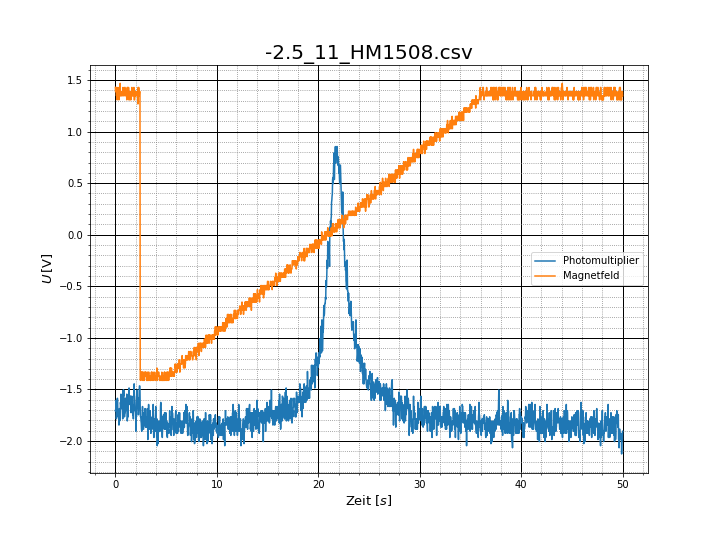 -2.5_11_HM1508.csv
1.5
1.0
0.5
0.0
−0.5
−1.0
−1.5
−2.0
U[V]
Photomultiplier
Magnetfeld
0 10 20 30 40 50
Zeit [s]